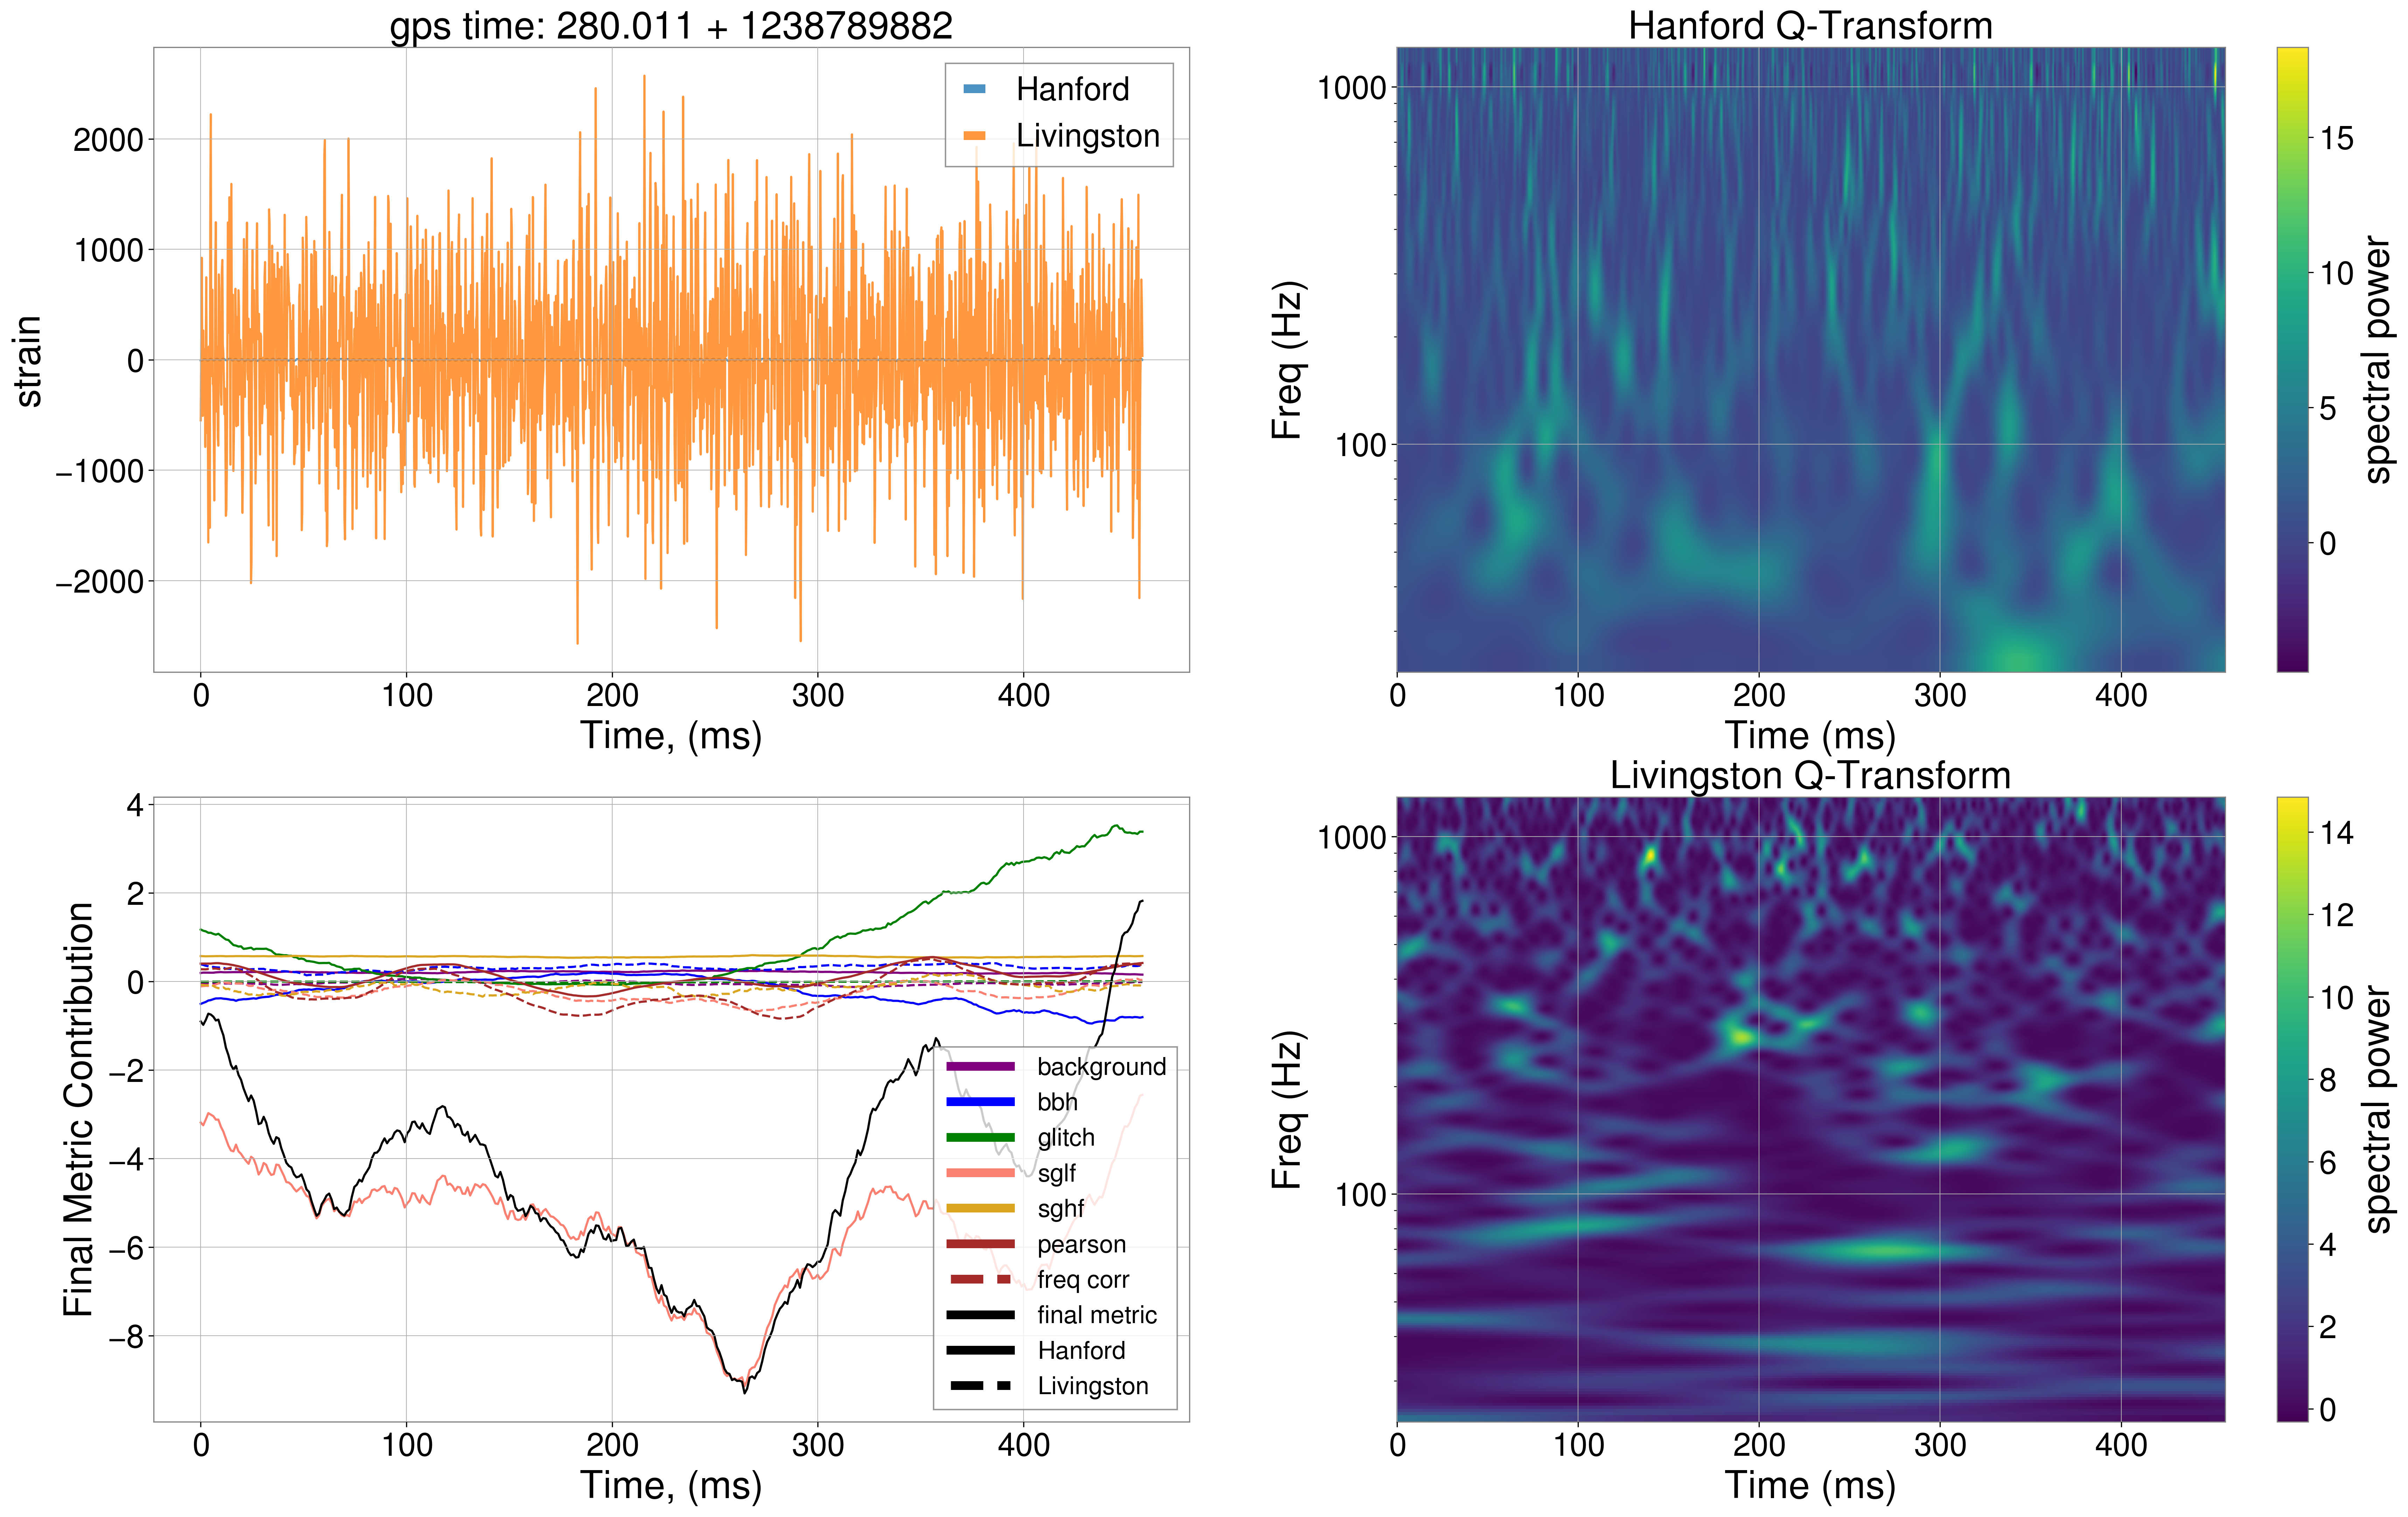 gps time: 280.011 + 1238789882
Hanford
Livingston
2000
1000
0
−1000
−2000
strain
0 100 200 300 400
Time, (ms)
Hanford Q-Transform
1000
100
Freq (Hz)
0 100 200 300 400
Time (ms)
15
10
5
0
spectral power
4
2
0
−2
−4
−6
−8
Final Metric Contribution
background
bbh
glitch
sglf
sghf
pearson
freq corr
final metric
Hanford
Livingston
0 100 200 300 400
Time, (ms)
Livingston Q-Transform
1000
100
Freq (Hz)
0 100 200 300 400
Time (ms)
14
12
10
8
6
4
2
0
spectral power